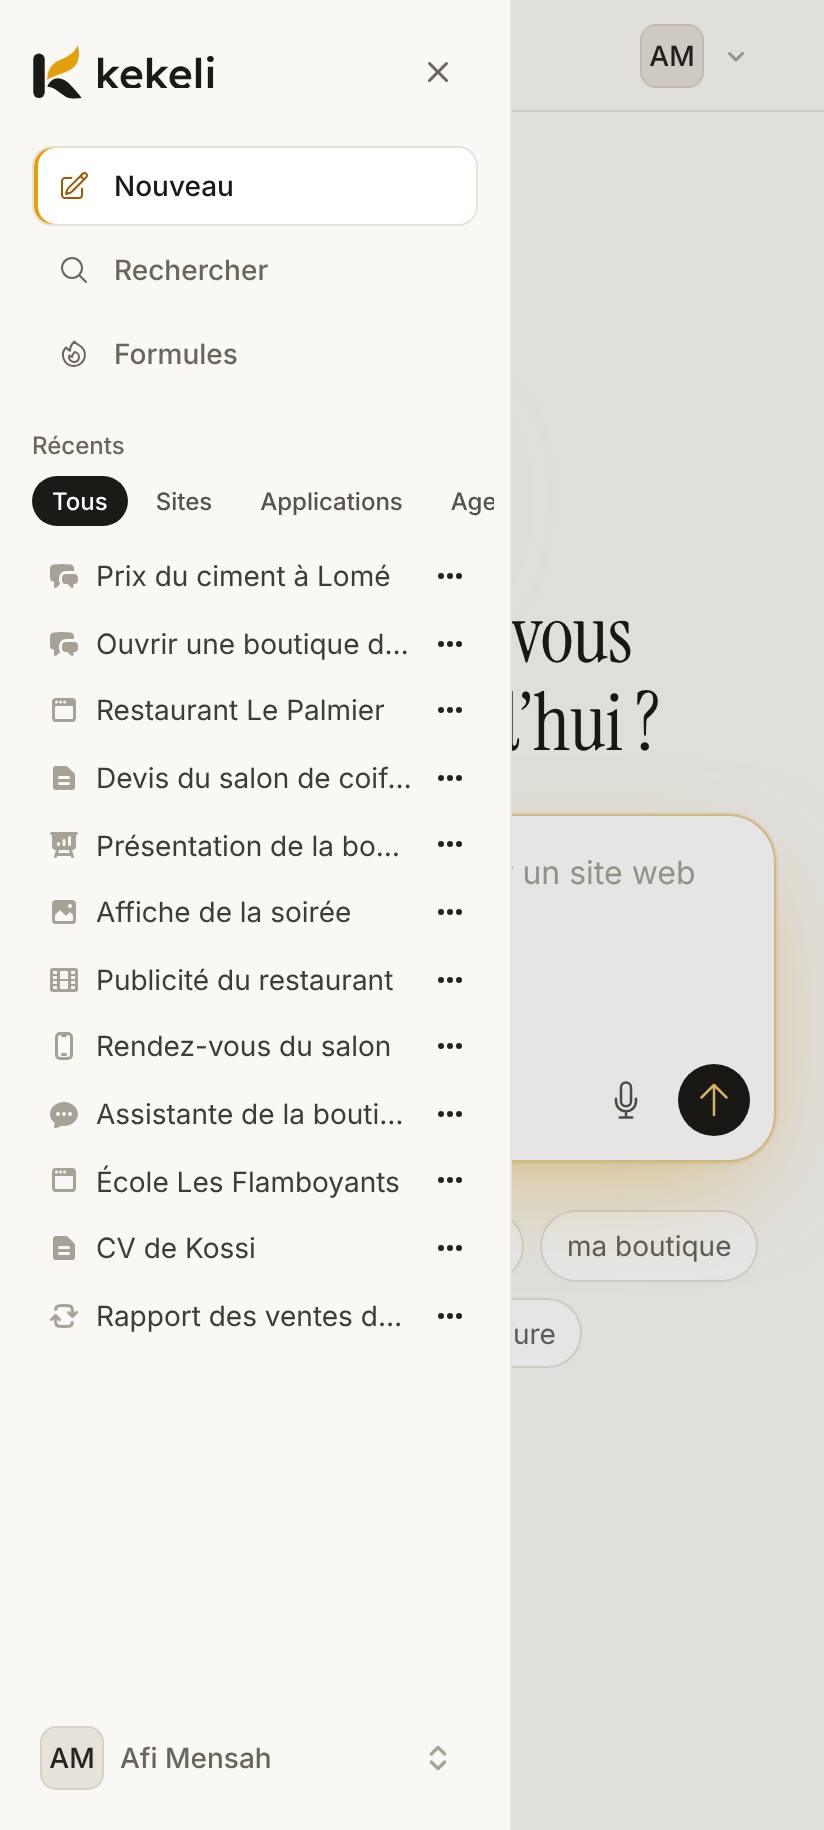 kekeli
AM
Nouveau
Rechercher
Formules
Récents
Tous
Sites
Applications
Age
Prix du ciment à Lomé
Ouvrir une boutique d...
Restaurant Le Palmier
Devis du salon de coif...
Présentation de la bo...
Affiche de la soirée
Publicité du restaurant
Rendez-vous du salon
Assistante de la bouti...
École Les Flamboyants
CV de Kossi
Rapport des ventes d...
vous
l’hui ?
un site web
ma boutique
ure
AM Afi Mensah